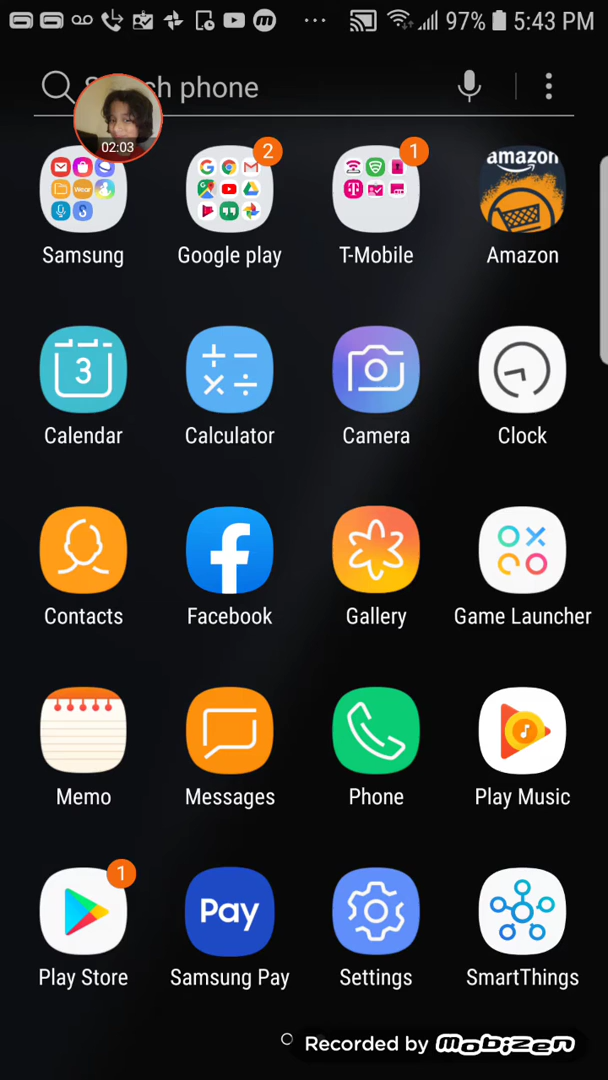 97% 5:43 PM
Search phone
02:03
2
1
amazon
Wear
Samsung
Google play
T-Mobile
Amazon
3
Calendar
Calculator
Camera
Clock
Contacts
Facebook
Gallery
Game Launcher
Memo
Messages
Phone
Play Music
1
Pay
Play Store
Samsung Pay
Settings
SmartThings
Recorded by mobizen